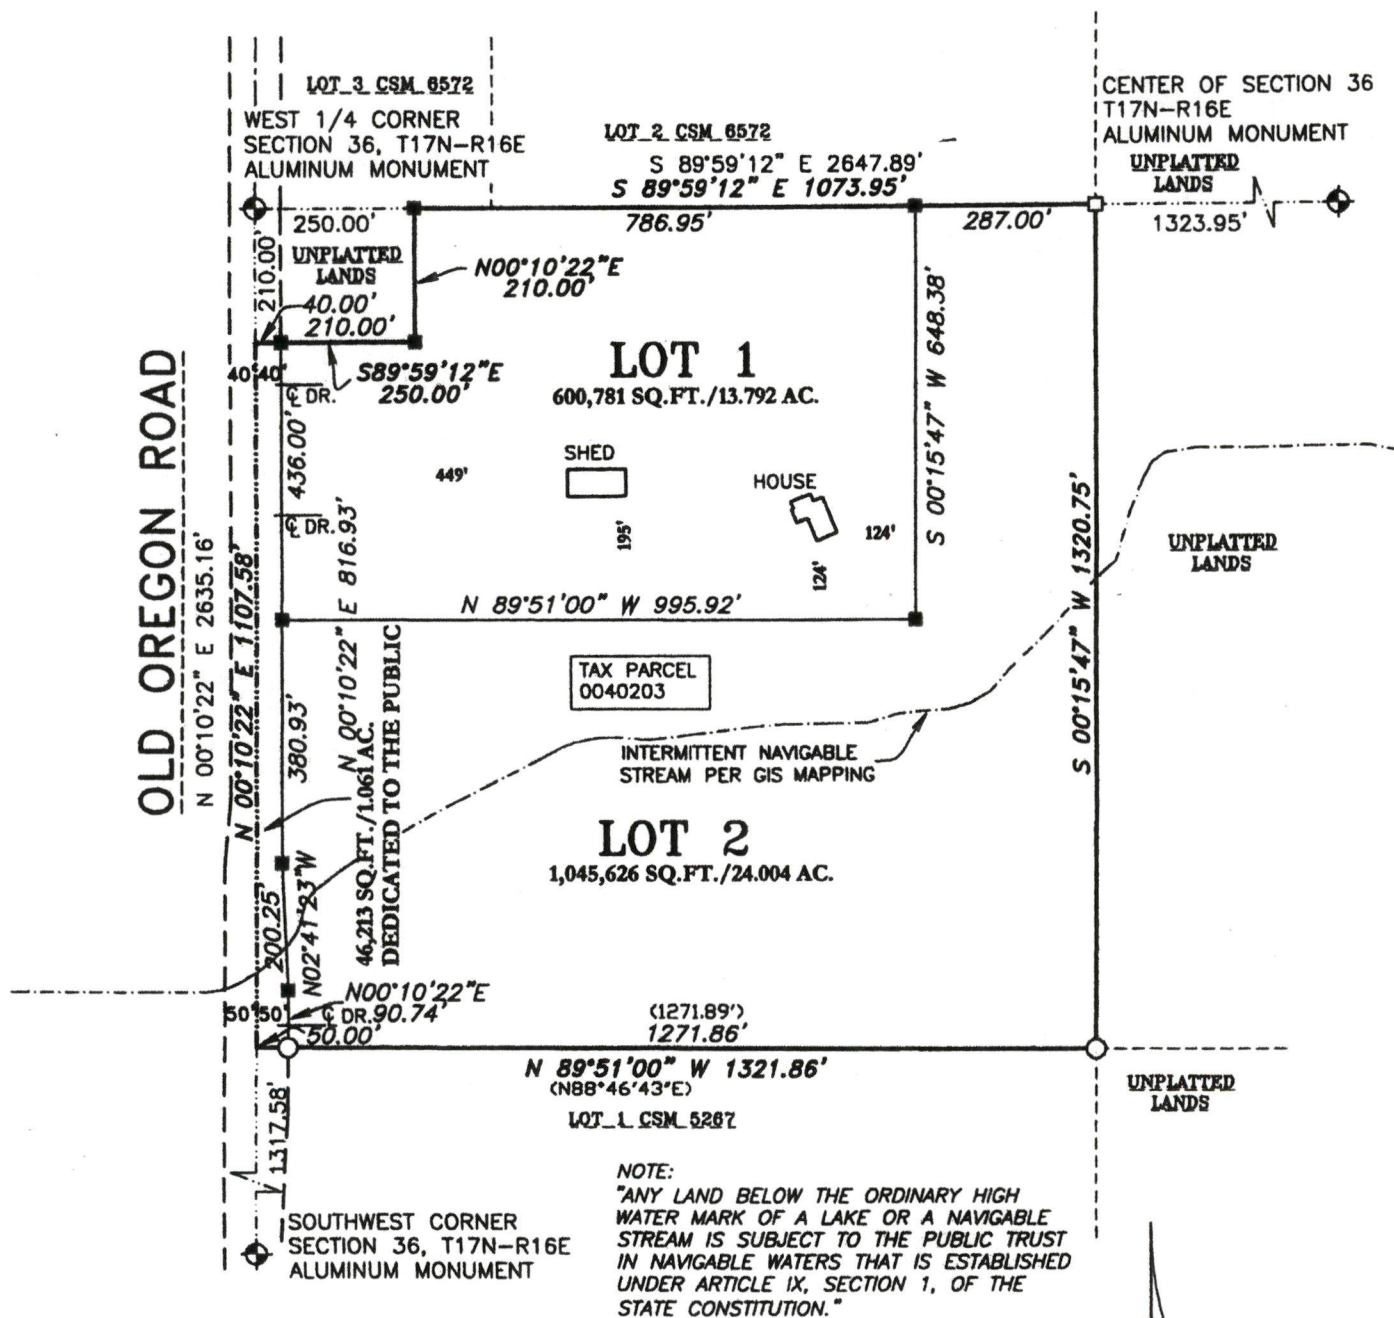 LOT 3 CSM 6572
WEST 1/4 CORNER
SECTION 36, T17N-R16E
ALUMINUM MONUMENT
LOT 2 CSM 6572
S 89°59'12" E 2647.89'
S 89°59'12" E 1073.95'
CENTER OF SECTION 36
T17N-R16E
ALUMINUM MONUMENT
UNPLATTED
LANDS
250.00'
786.95'
287.00'
1323.95'
210.00'
UNPLATTED
LANDS
N00°10'22"E
210.00'
40.00'
210.00'
S89°59'12"E
250.00'
40' 40'
℄ DR.
LOT 1
600,781 SQ.FT./13.792 AC.
S 00°15'47" W 648.38'
OLD OREGON ROAD
N 00°10'22" E 2635.16'
N 00°10'22" E 1107.58'
436.00'
℄ DR.
N 00°10'22" E 816.93'
449'
SHED
195'
HOUSE
124'
124'
S 00°15'47" W 1320.75'
UNPLATTED
LANDS
N 89°51'00" W 995.92'
TAX PARCEL
0040203
INTERMITTENT NAVIGABLE
STREAM PER GIS MAPPING
380.93'
46,213 SQ.FT./1.061 AC.
DEDICATED TO THE PUBLIC
LOT 2
1,045,626 SQ.FT./24.004 AC.
200.25'
N02°41'23"W
N00°10'22"E
90.74'
50' 50'
℄ DR.
50.00'
(1271.89')
1271.86'
N 89°51'00" W 1321.86'
(N88°46'43"E)
LOT 1 CSM 5267
UNPLATTED
LANDS
1317.58'
SOUTHWEST CORNER
SECTION 36, T17N-R16E
ALUMINUM MONUMENT
NOTE:
"ANY LAND BELOW THE ORDINARY HIGH
WATER MARK OF A LAKE OR A NAVIGABLE
STREAM IS SUBJECT TO THE PUBLIC TRUST
IN NAVIGABLE WATERS THAT IS ESTABLISHED
UNDER ARTICLE IX, SECTION 1, OF THE
STATE CONSTITUTION."